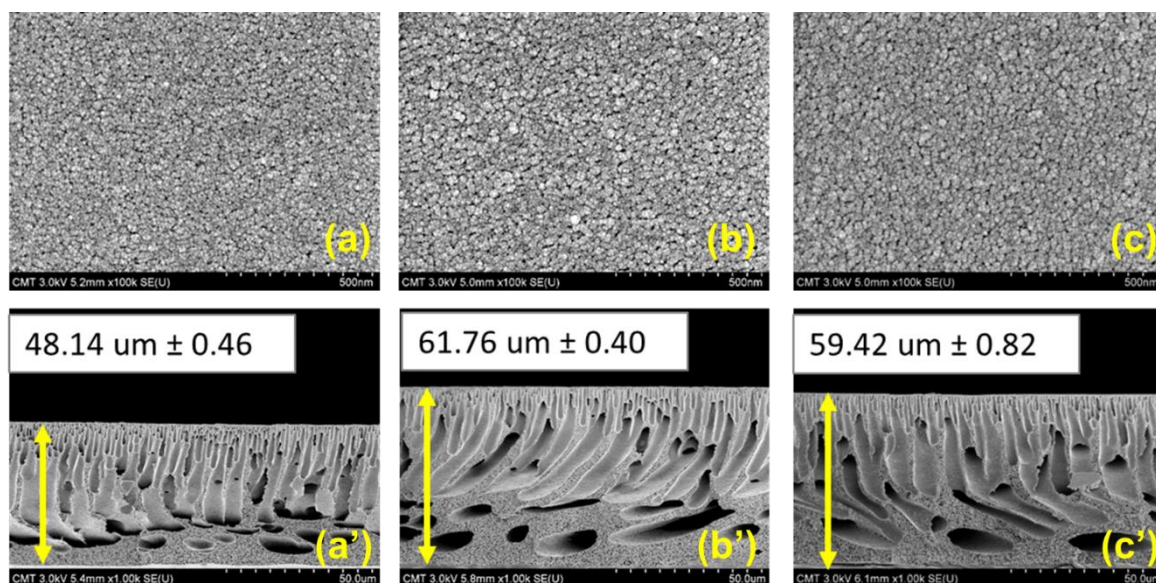 (a)
CMT 3.0kV 5.2mm x100k SE(U) 500nm
(b)
CMT 3.0kV 5.0mm x100k SE(U) 500nm
(c)
CMT 3.0kV 5.0mm x100k SE(U) 500nm
48.14 um ± 0.46
(a')
CMT 3.0kV 5.4mm x1.00k SE(U) 50.0um
61.76 um ± 0.40
(b')
CMT 3.0kV 5.8mm x1.00k SE(U) 50.0um
59.42 um ± 0.82
(c')
CMT 3.0kV 6.1mm x1.00k SE(U) 50.0um